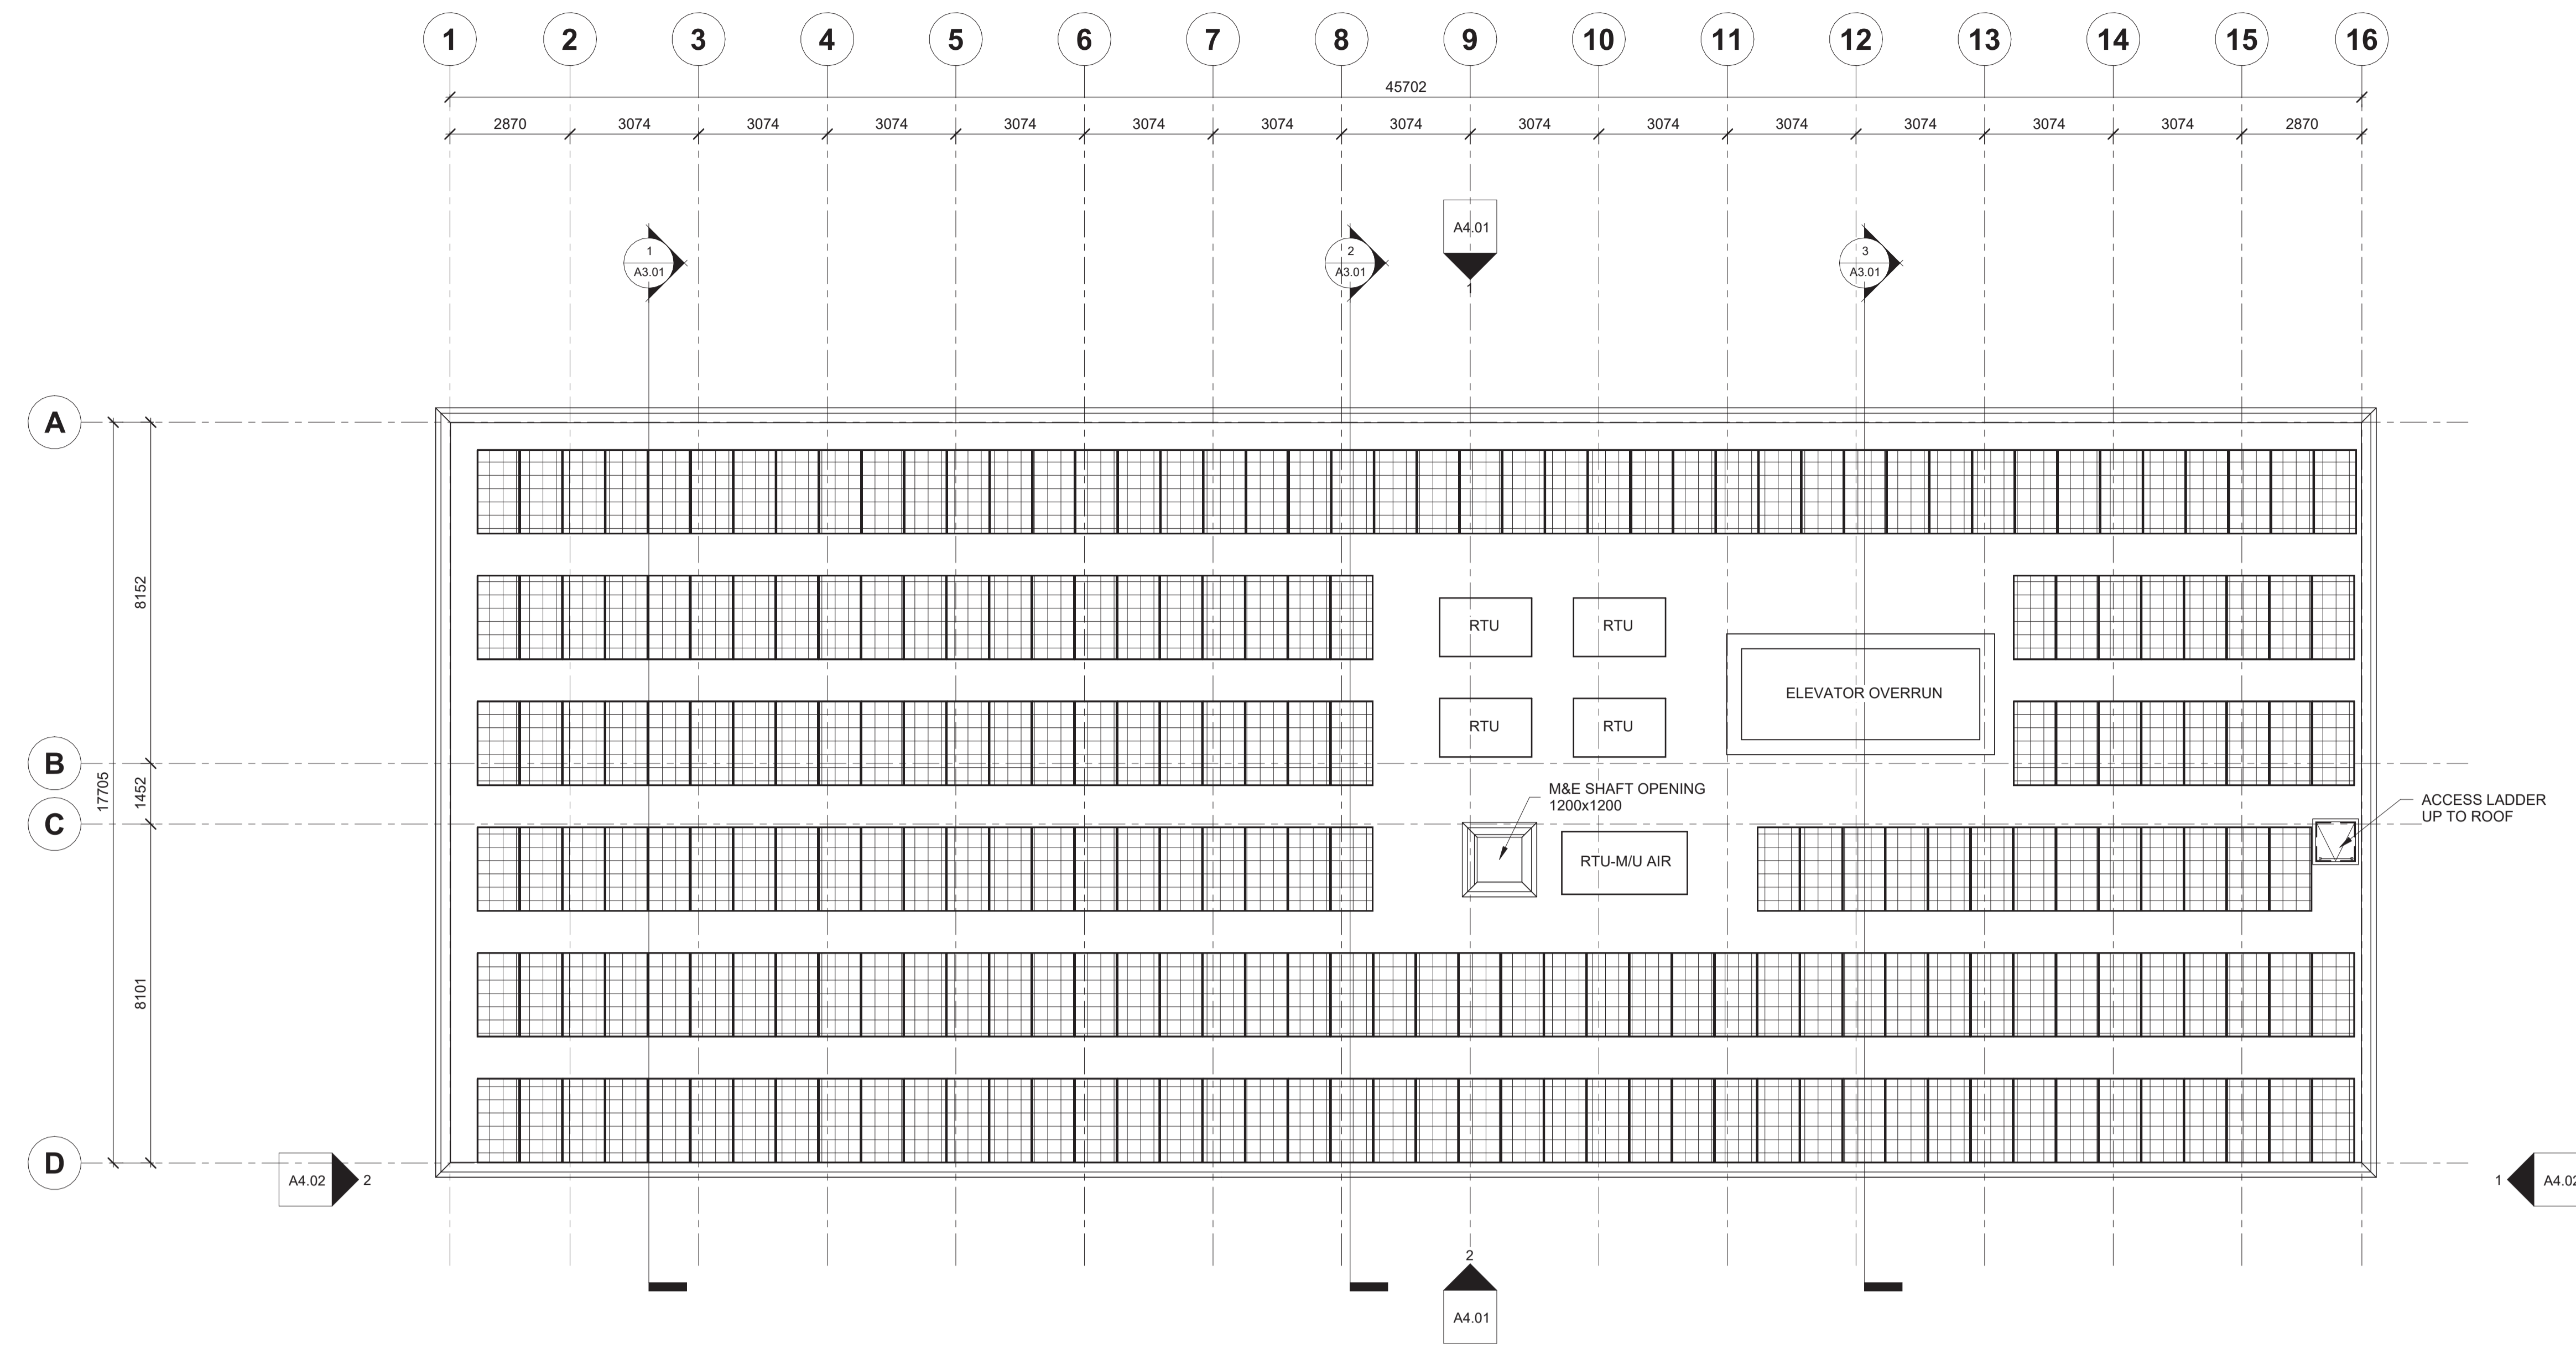 1 2 3 4 5 6 7 8 9 10 11 12 13 14 15 16
45702
2870 3074 3074 3074 3074 3074 3074 3074 3074 3074 3074 3074 3074 3074 2870
A4.01
1
1
A3.01
2
A3.01
3
A3.01
A
8152
RTU RTU
ELEVATOR OVERRUN
RTU RTU
B
17705
1452
M&E SHAFT OPENING
1200x1200
ACCESS LADDER
UP TO ROOF
C
RTU-M/U AIR
8101
D
A4.02 2
1 A4.02
2
A4.01